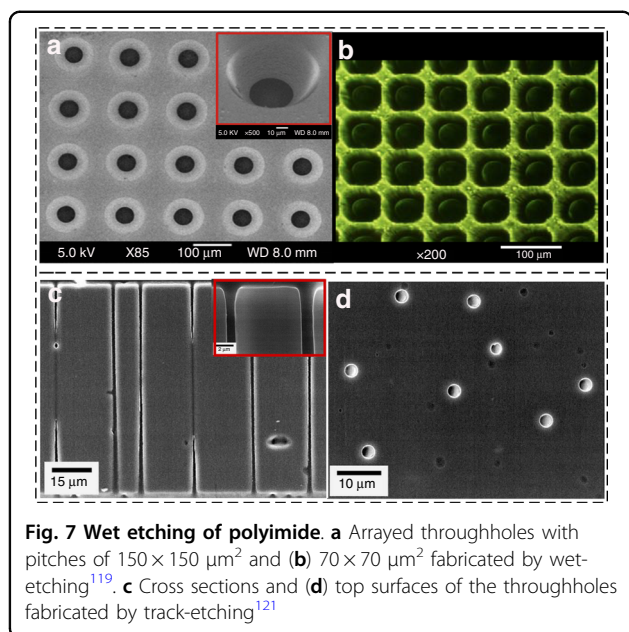 a
5.0 KV ×500 10 μm WD 8.0 mm
5.0 kV X85 100 μm WD 8.0 mm
b
×200 100 μm
c
2 μm
15 μm
d
10 μm
Fig. 7 Wet etching of polyimide. a Arrayed throughholes with
pitches of 150 × 150 μm² and (b) 70 × 70 μm² fabricated by wet-
etching¹¹⁹. c Cross sections and (d) top surfaces of the throughholes
fabricated by track-etching¹²¹